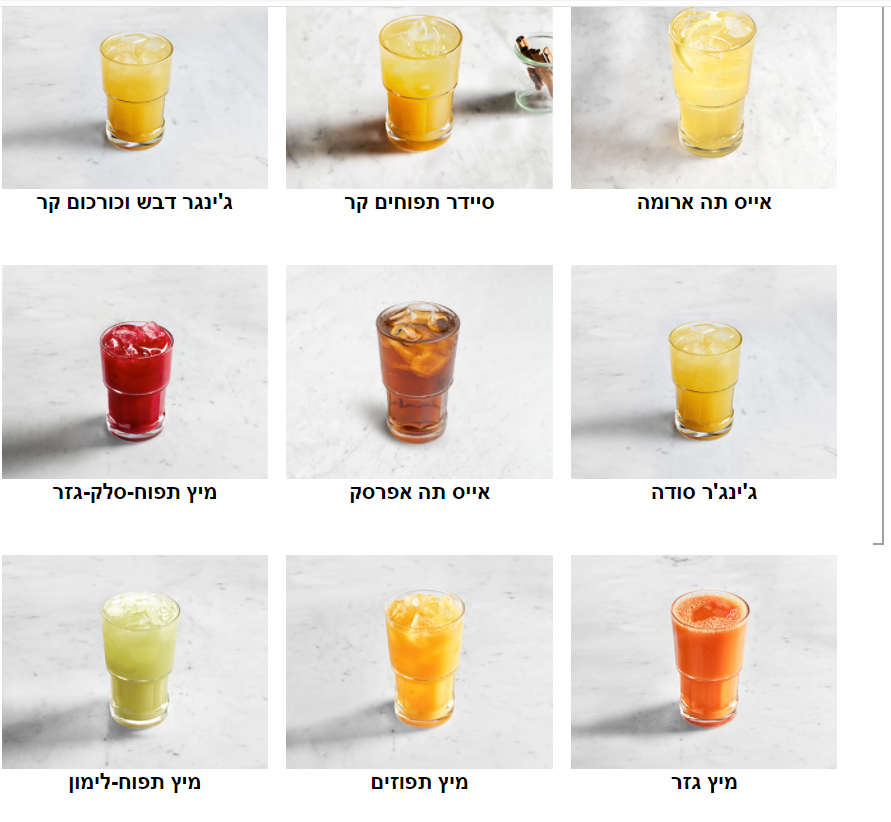 אייס תה ארומה
סיידר תפוחים קר
ג'ינגר דבש וכורכום קר
ג'ינג'ר סודה
אייס תה אפרסק
מיץ תפוח-סלק-גזר
מיץ גזר
מיץ תפוזים
מיץ תפוח-לימון